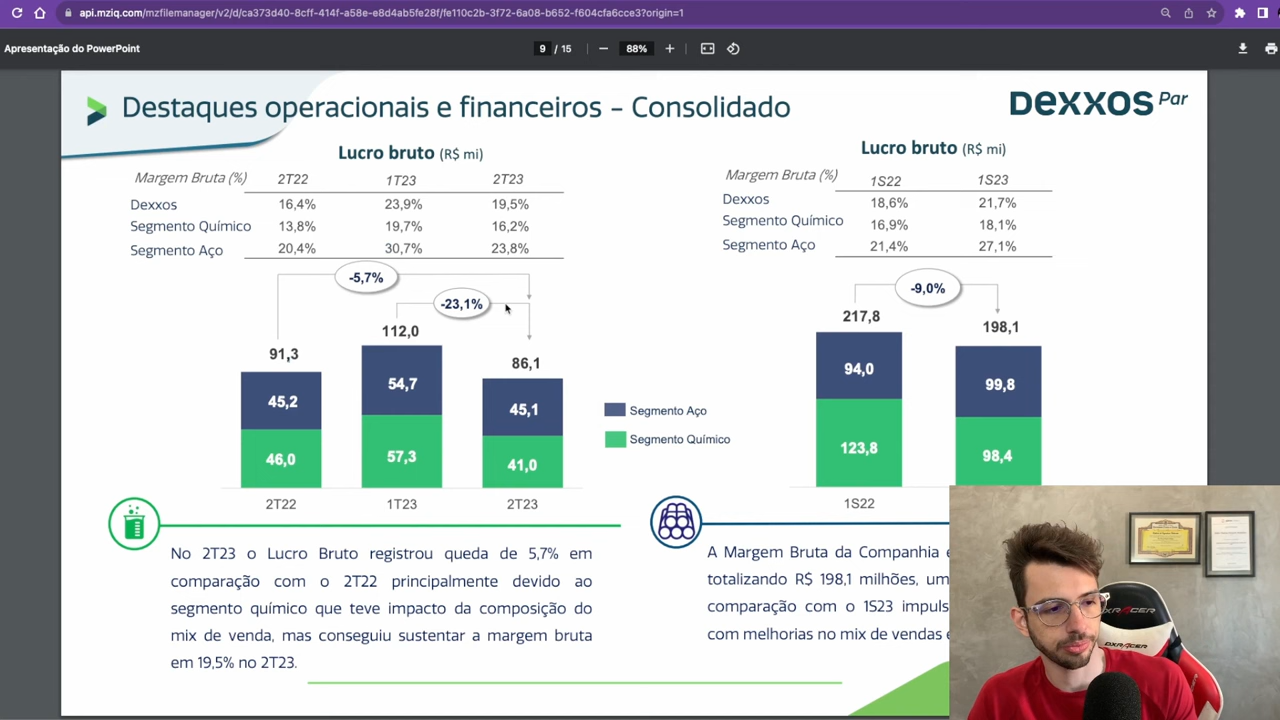 api.mziq.com/mzfilemanager/v2/d/ca373d40-8cff-414f-a58e-e8d4ab5fe28f/fe110c2b-3f72-6a08-b652-f604cfa6cce3?origin=1
Apresentação do PowerPoint
9 / 15
88%
Destaques operacionais e financeiros – Consolidado
Dexxos Par
Lucro bruto (R$ mi)
Margem Bruta (%) 2T22 1T23 2T23
Dexxos 16,4% 23,9% 19,5%
Segmento Químico 13,8% 19,7% 16,2%
Segmento Aço 20,4% 30,7% 23,8%
-5,7%
-23,1%
91,3
112,0
86,1
45,2
54,7
45,1
46,0
57,3
41,0
2T22 1T23 2T23
Segmento Aço
Segmento Químico
Lucro bruto (R$ mi)
Margem Bruta (%) 1S22 1S23
Dexxos 18,6% 21,7%
Segmento Químico 16,9% 18,1%
Segmento Aço 21,4% 27,1%
-9,0%
217,8
198,1
94,0
99,8
123,8
98,4
1S22
No 2T23 o Lucro Bruto registrou queda de 5,7% em
comparação com o 2T22 principalmente devido ao
segmento químico que teve impacto da composição do
mix de venda, mas conseguiu sustentar a margem bruta
em 19,5% no 2T23.
A Margem Bruta da Companhia
totalizando R$ 198,1 milhões,
comparação com o 1S23
com melhorias no mix de vendas
DXRACER
DXRACER